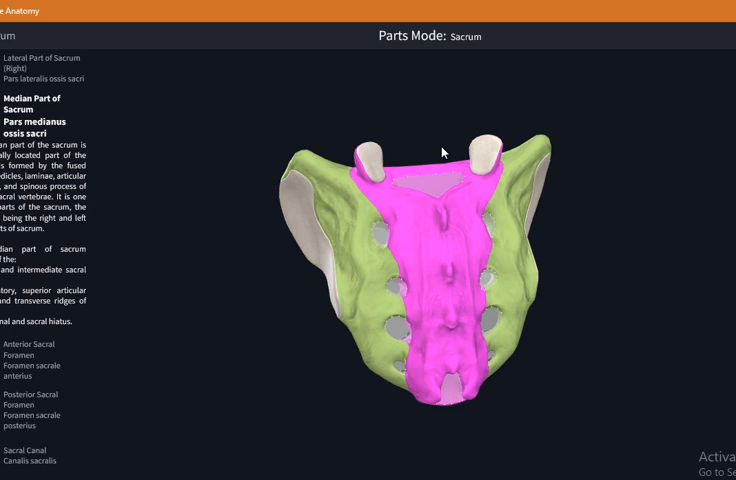 e Anatomy
um
Parts Mode: Sacrum
Lateral Part of Sacrum
(Right)
Pars lateralis ossis sacri
Median Part of
Sacrum
Pars medianus
ossis sacri
an part of the sacrum is
ally located part of the
is formed by the fused
edicles, laminae, articular
, and spinous process of
acral vertebrae. It is one
parts of the sacrum, the
being the right and left
ts of sacrum.
dian part of sacrum
f the:
and intermediate sacral
tory, superior articular
and transverse ridges of
nal and sacral hiatus.
Anterior Sacral
Foramen
Foramen sacrale
anterius
Posterior Sacral
Foramen
Foramen sacrale
posterius
Sacral Canal
Canalis sacralis
Activa
Go to Se